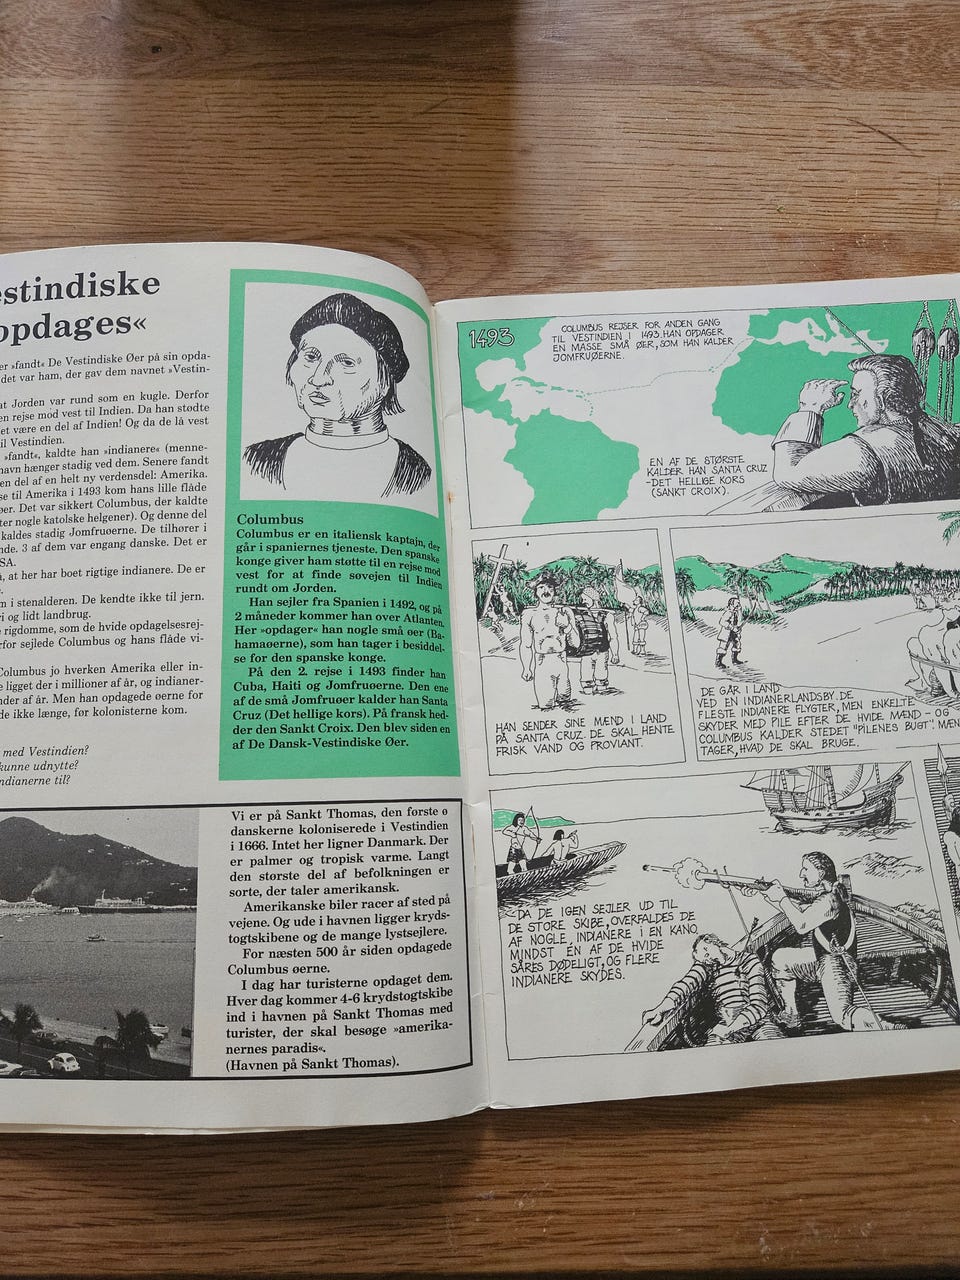 estindiske
opdages«
er »fandt« De Vestindiske Øer på sin opda-
det var ham, der gav dem navnet »Vestin-
at Jorden var rund som en kugle. Derfor
en rejse mod vest til Indien. Da han stødte
et være en del af Indien! Og da de lå vest
il Vestindien.
»fandt«, kaldte han »indianere« (menne-
navn hænger stadig ved dem. Senere fandt
en del af en helt ny verdensdel: Amerika.
se til Amerika i 1493 kom hans lille flåde
øer. Det var sikkert Columbus, der kaldte
ter nogle katolske helgener). Og denne del
kaldes stadig Jomfruøerne. De tilhører i
nde. 3 af dem var engang danske. Det er
SA.
å, at her har boet rigtige indianere. De er
e.
m i stenalderen. De kendte ikke til jern.
ri og lidt landbrug.
e rigdomme, som de hvide opdagelsesrej-
rfor sejlede Columbus og hans flåde vi-
Columbus jo hverken Amerika eller in-
e ligget der i millioner af år, og indianer-
nder af år. Men han opdagede øerne for
de ikke længe, før kolonisterne kom.
med Vestindien?
kunne udnytte?
ndianerne til?
Columbus
Columbus er en italiensk kaptajn, der
går i spaniernes tjeneste. Den spanske
konge giver ham støtte til en rejse mod
vest for at finde søvejen til Indien
rundt om Jorden.
Han sejler fra Spanien i 1492, og på
2 måneder kommer han over Atlanten.
Her »opdager« han nogle små øer (Ba-
hamaøerne), som han tager i besiddel-
se for den spanske konge.
På den 2. rejse i 1493 finder han
Cuba, Haiti og Jomfruøerne. Den ene
af de små Jomfruøer kalder han Santa
Cruz (Det hellige kors). På fransk hed-
der den Sankt Croix. Den blev siden en
af De Dansk-Vestindiske Øer.
Vi er på Sankt Thomas, den første ø
danskerne koloniserede i Vestindien
i 1666. Intet her ligner Danmark. Der
er palmer og tropisk varme. Langt
den største del af befolkningen er
sorte, der taler amerikansk.
Amerikanske biler racer af sted på
vejene. Og ude i havnen ligger kryds-
togtskibene og de mange lystsejlere.
For næsten 500 år siden opdagede
Columbus øerne.
I dag har turisterne opdaget dem.
Hver dag kommer 4-6 krydstogtskibe
ind i havnen på Sankt Thomas med
turister, der skal besøge »amerika-
nernes paradis«.
(Havnen på Sankt Thomas).
1493
COLUMBUS REJSER FOR ANDEN GANG
TIL VESTINDIEN I 1493. HAN OPDAGER
EN MASSE SMÅ ØER, SOM HAN KALDER
JOMFRUØERNE.
EN AF DE STØRSTE
KALDER HAN SANTA CRUZ
-DET HELLIGE KORS
(SANKT CROIX).
HAN SENDER SINE MÆND I LAND
PÅ SANTA CRUZ. DE SKAL HENTE
FRISK VAND OG PROVIANT.
DE GÅR I LAND
VED EN INDIANERLANDSBY. DE
FLESTE INDIANERE FLYGTER, MEN ENKELTE
SKYDER MED PILE EFTER DE HVIDE MÆND - OG
COLUMBUS KALDER STEDET "PILENES BUGT". MÆN
TAGER, HVAD DE SKAL BRUGE.
DA DE IGEN SEJLER UD TIL
DE STORE SKIBE, OVERFALDES DE
AF NOGLE INDIANERE I EN KANO.
MINDST EN AF DE HVIDE
SÅRES DØDELIGT, OG FLERE
INDIANERE SKYDES.